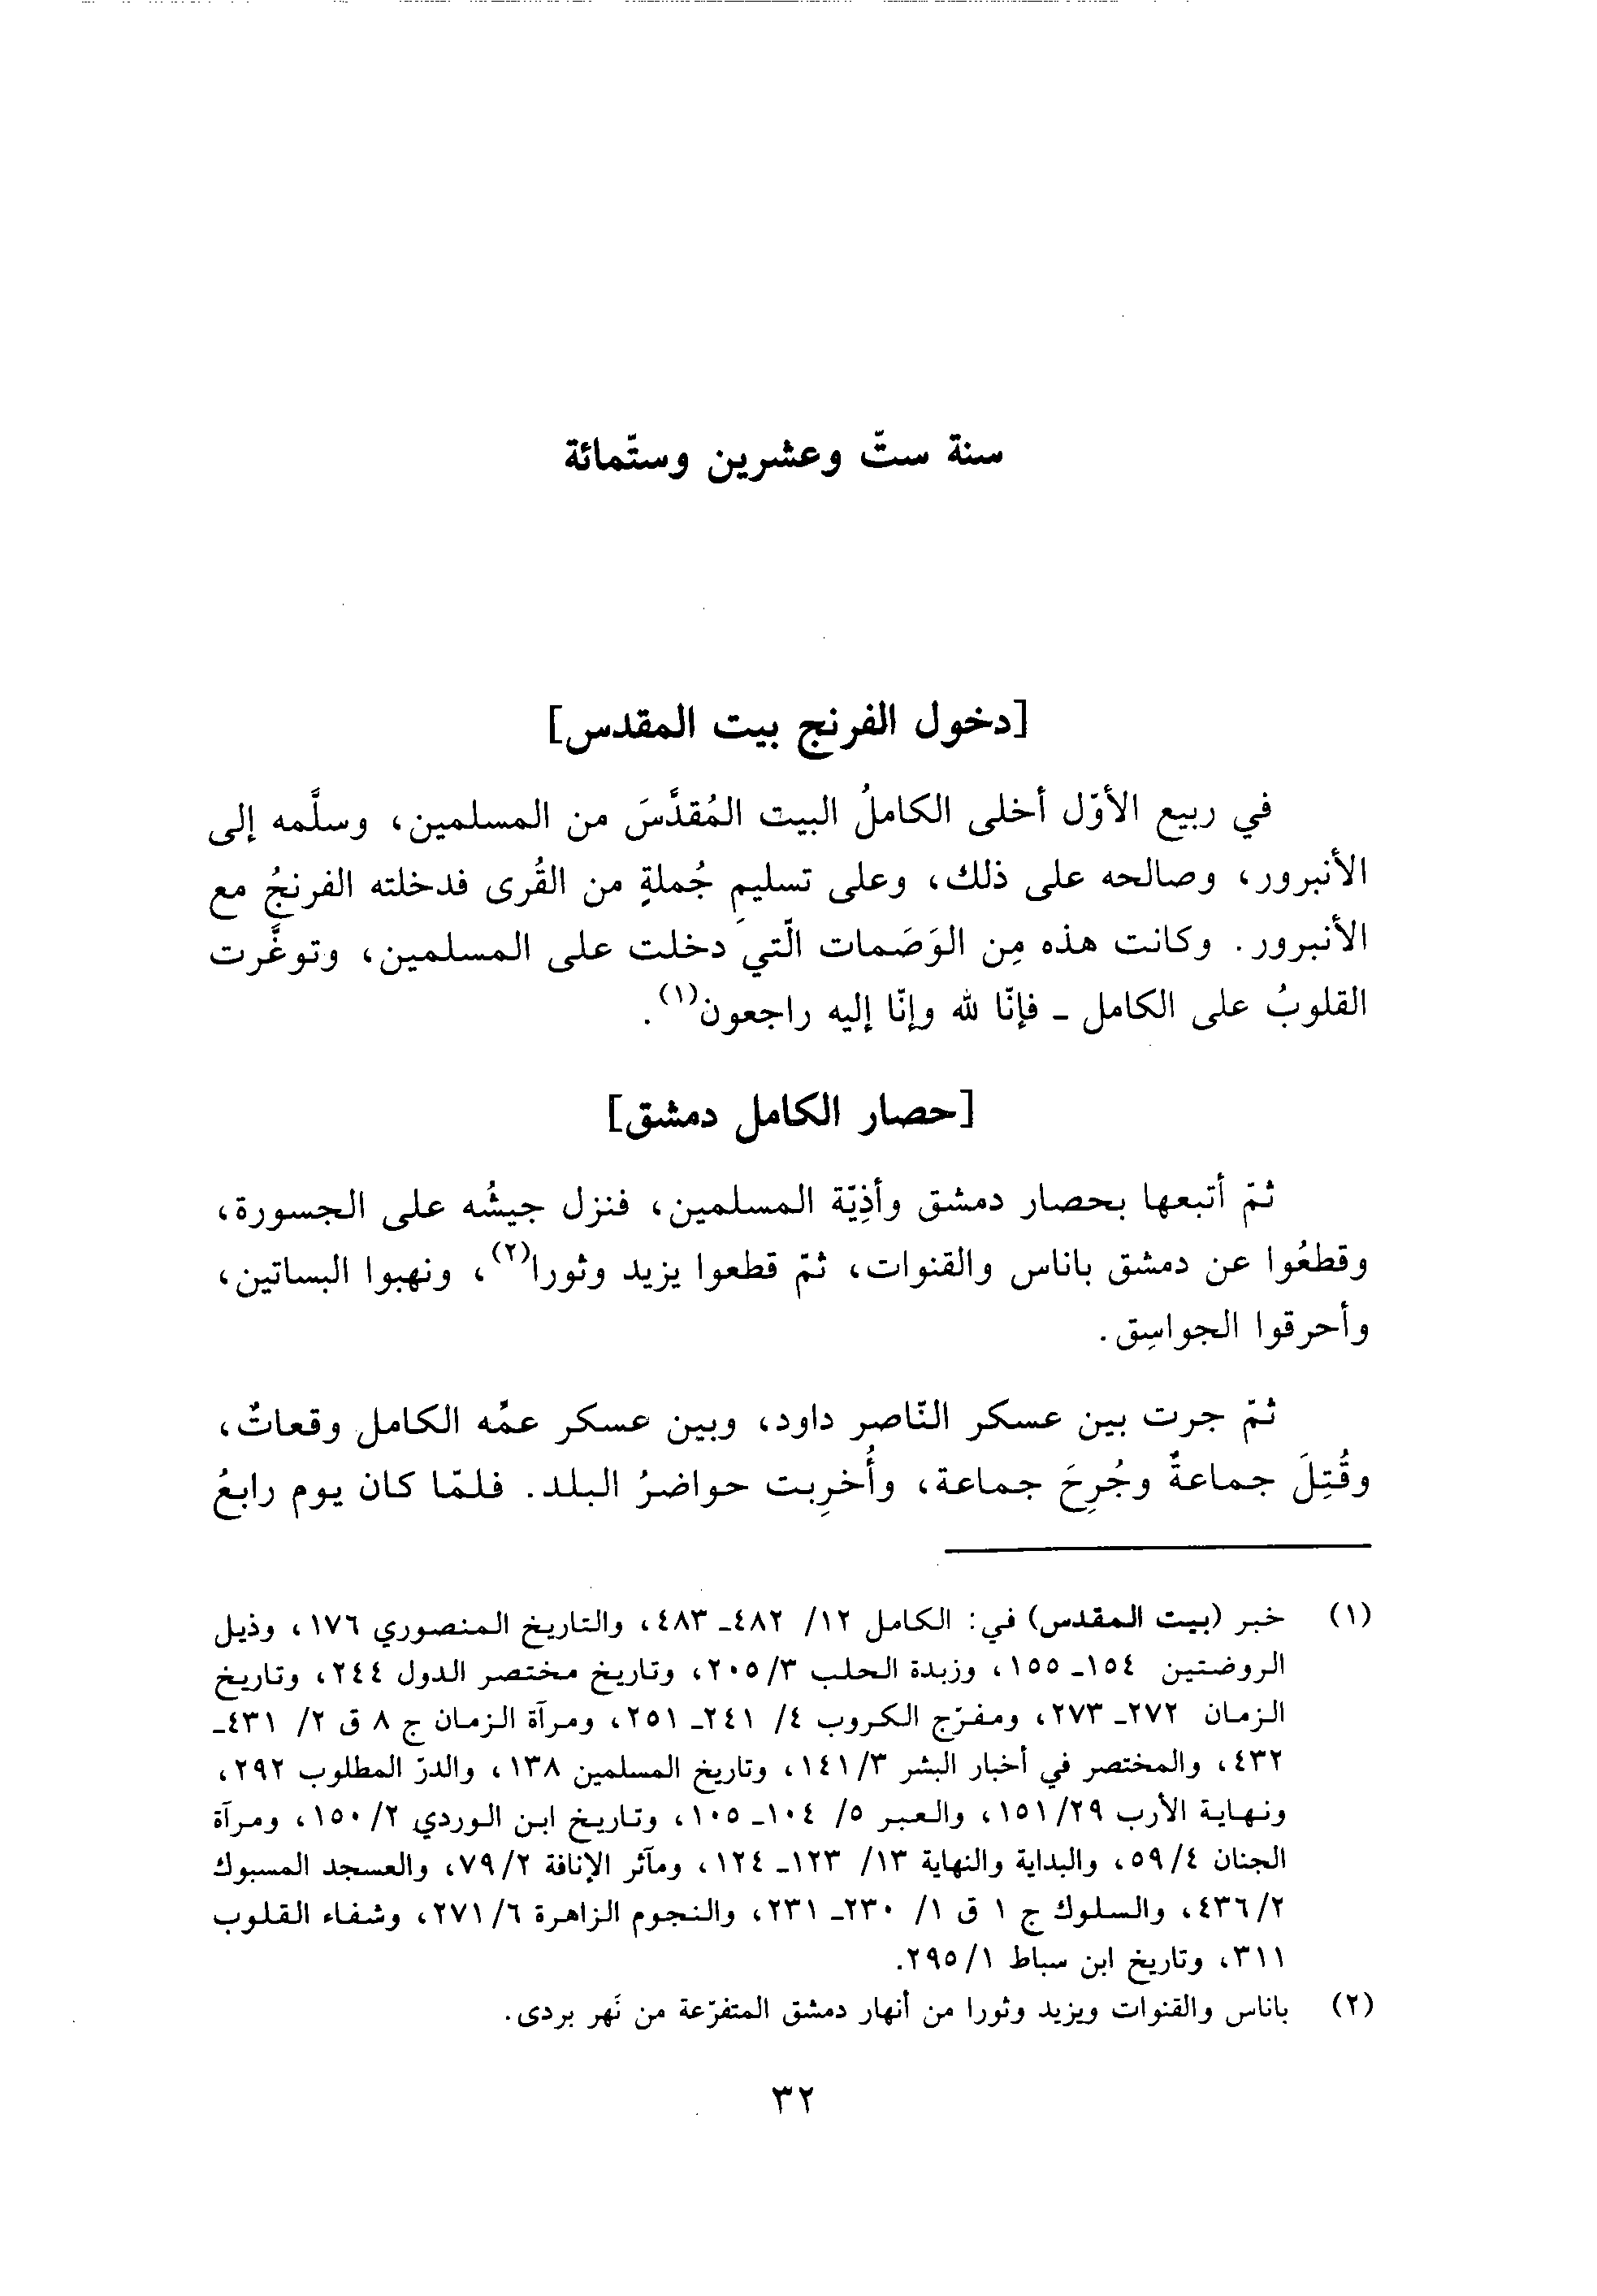 سنة ستّ وعشرين وستّمائة
[دخول الفرنج بيت المقدس]
في ربيع الأوّل أخلى الكاملُ البيت المُقدَّسَ من المسلمين، وسلَّمه إلى
الأنبرور، وصالحه على ذلك، وعلى تسليمِ جُملةٍ من القُرى فدخلته الفرنجُ مع
الأنبرور. وكانت هذه مِن الوَصَمات الّتي دخلت على المسلمين، وتوغَّرت
القلوبُ على الكامل ـ فإنّا لله وإنّا إليه راجعون(١).
[حصار الكامل دمشق]
ثمّ أتبعها بحصار دمشق وأذِيّة المسلمين، فنزل جيشُه على الجسورة،
وقطعُوا عن دمشق باناس والقنوات، ثمّ قطعوا يزيد وثورا(٢)، ونهبوا البساتين،
وأحرقوا الجواسِق.
ثمّ جرت بين عسكر النّاصر داود، وبين عسكر عمَّه الكامل وقعاتٌ،
وقُتِلَ جماعةٌ وجُرِحَ جماعة، وأُخرِبت حواضرُ البلد. فلمّا كان يوم رابعُ
(١) خبر (بيت المقدس) في: الكامل ١٢/ ٤٨٢ـ ٤٨٣، والتاريخ المنصوري ١٧٦، وذيل
الروضتين ١٥٤ـ ١٥٥، وزبدة الحلب ٣/ ٢٠٥، وتاريخ مختصر الدول ٢٤٤، وتاريخ
الزمان ٢٧٢ـ ٢٧٣، ومفرّج الكروب ٤/ ٢٤١ـ ٢٥١، ومرآة الزمان ج ٨ ق ٢/ ٤٣١ـ
٤٣٢، والمختصر في أخبار البشر ٣/ ١٤١، وتاريخ المسلمين ١٣٨، والدرّ المطلوب ٢٩٢،
ونهاية الأرب ٢٩/ ١٥١، والعبر ٥/ ١٠٤ـ ١٠٥، وتاريخ ابن الوردي ٢/ ١٥٠، ومرآة
الجنان ٤/ ٥٩، والبداية والنهاية ١٣/ ١٢٣ـ ١٢٤، ومآثر الإنافة ٢/ ٧٩، والعسجد المسبوك
٢/ ٤٣٦، والسلوك ج ١ ق ١/ ٢٣٠ـ ٢٣١، والنجوم الزاهرة ٦/ ٢٧١، وشفاء القلوب
٣١١، وتاريخ ابن سباط ١/ ٢٩٥.
(٢) باناس والقنوات ويزيد وثورا من أنهار دمشق المتفرّعة من نَهر بردى.
٣٢